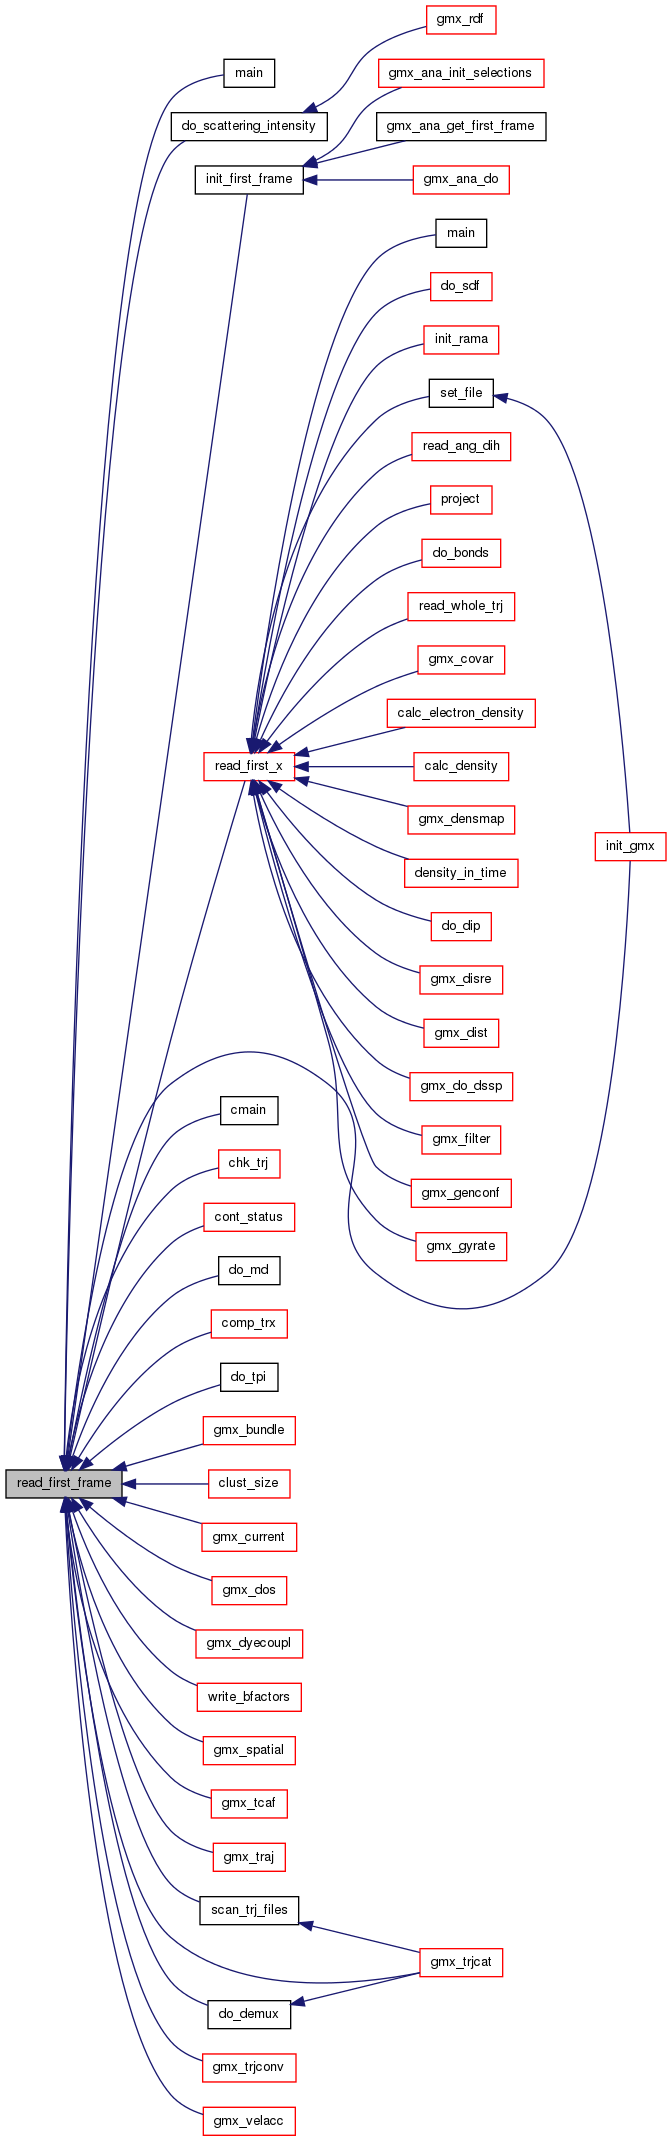 gmx_rdf
main
gmx_ana_init_selections
do_scattering_intensity
gmx_ana_get_first_frame
init_first_frame
gmx_ana_do
main
do_sdf
init_rama
set_file
read_ang_dih
project
do_bonds
read_whole_trj
gmx_covar
calc_electron_density
read_first_x
calc_density
gmx_densmap
init_gmx
density_in_time
do_dip
gmx_disre
gmx_dist
gmx_do_dssp
cmain
gmx_filter
chk_trj
gmx_genconf
cont_status
gmx_gyrate
do_md
comp_trx
do_tpi
gmx_bundle
read_first_frame
clust_size
gmx_current
gmx_dos
gmx_dyecoupl
write_bfactors
gmx_spatial
gmx_tcaf
gmx_traj
scan_trj_files
gmx_trjcat
do_demux
gmx_trjconv
gmx_velacc